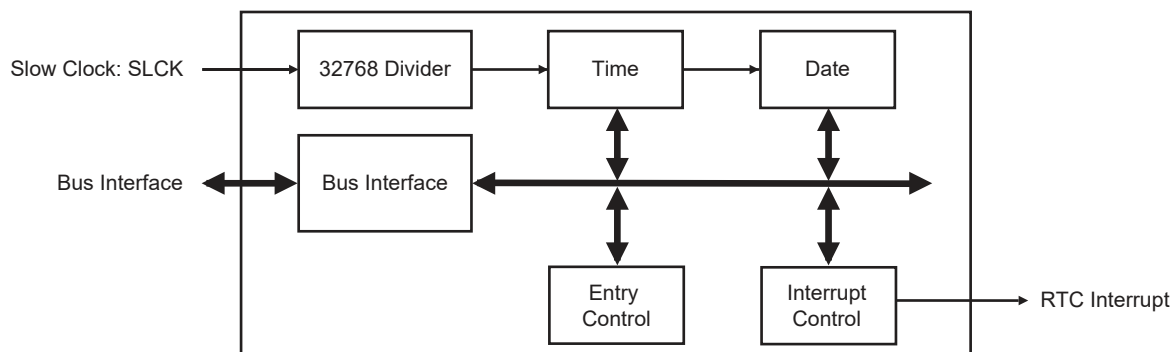 Slow Clock: SLCK
32768 Divider
Time
Date
Bus Interface
Bus Interface
Entry
Control
Interrupt
Control
RTC Interrupt